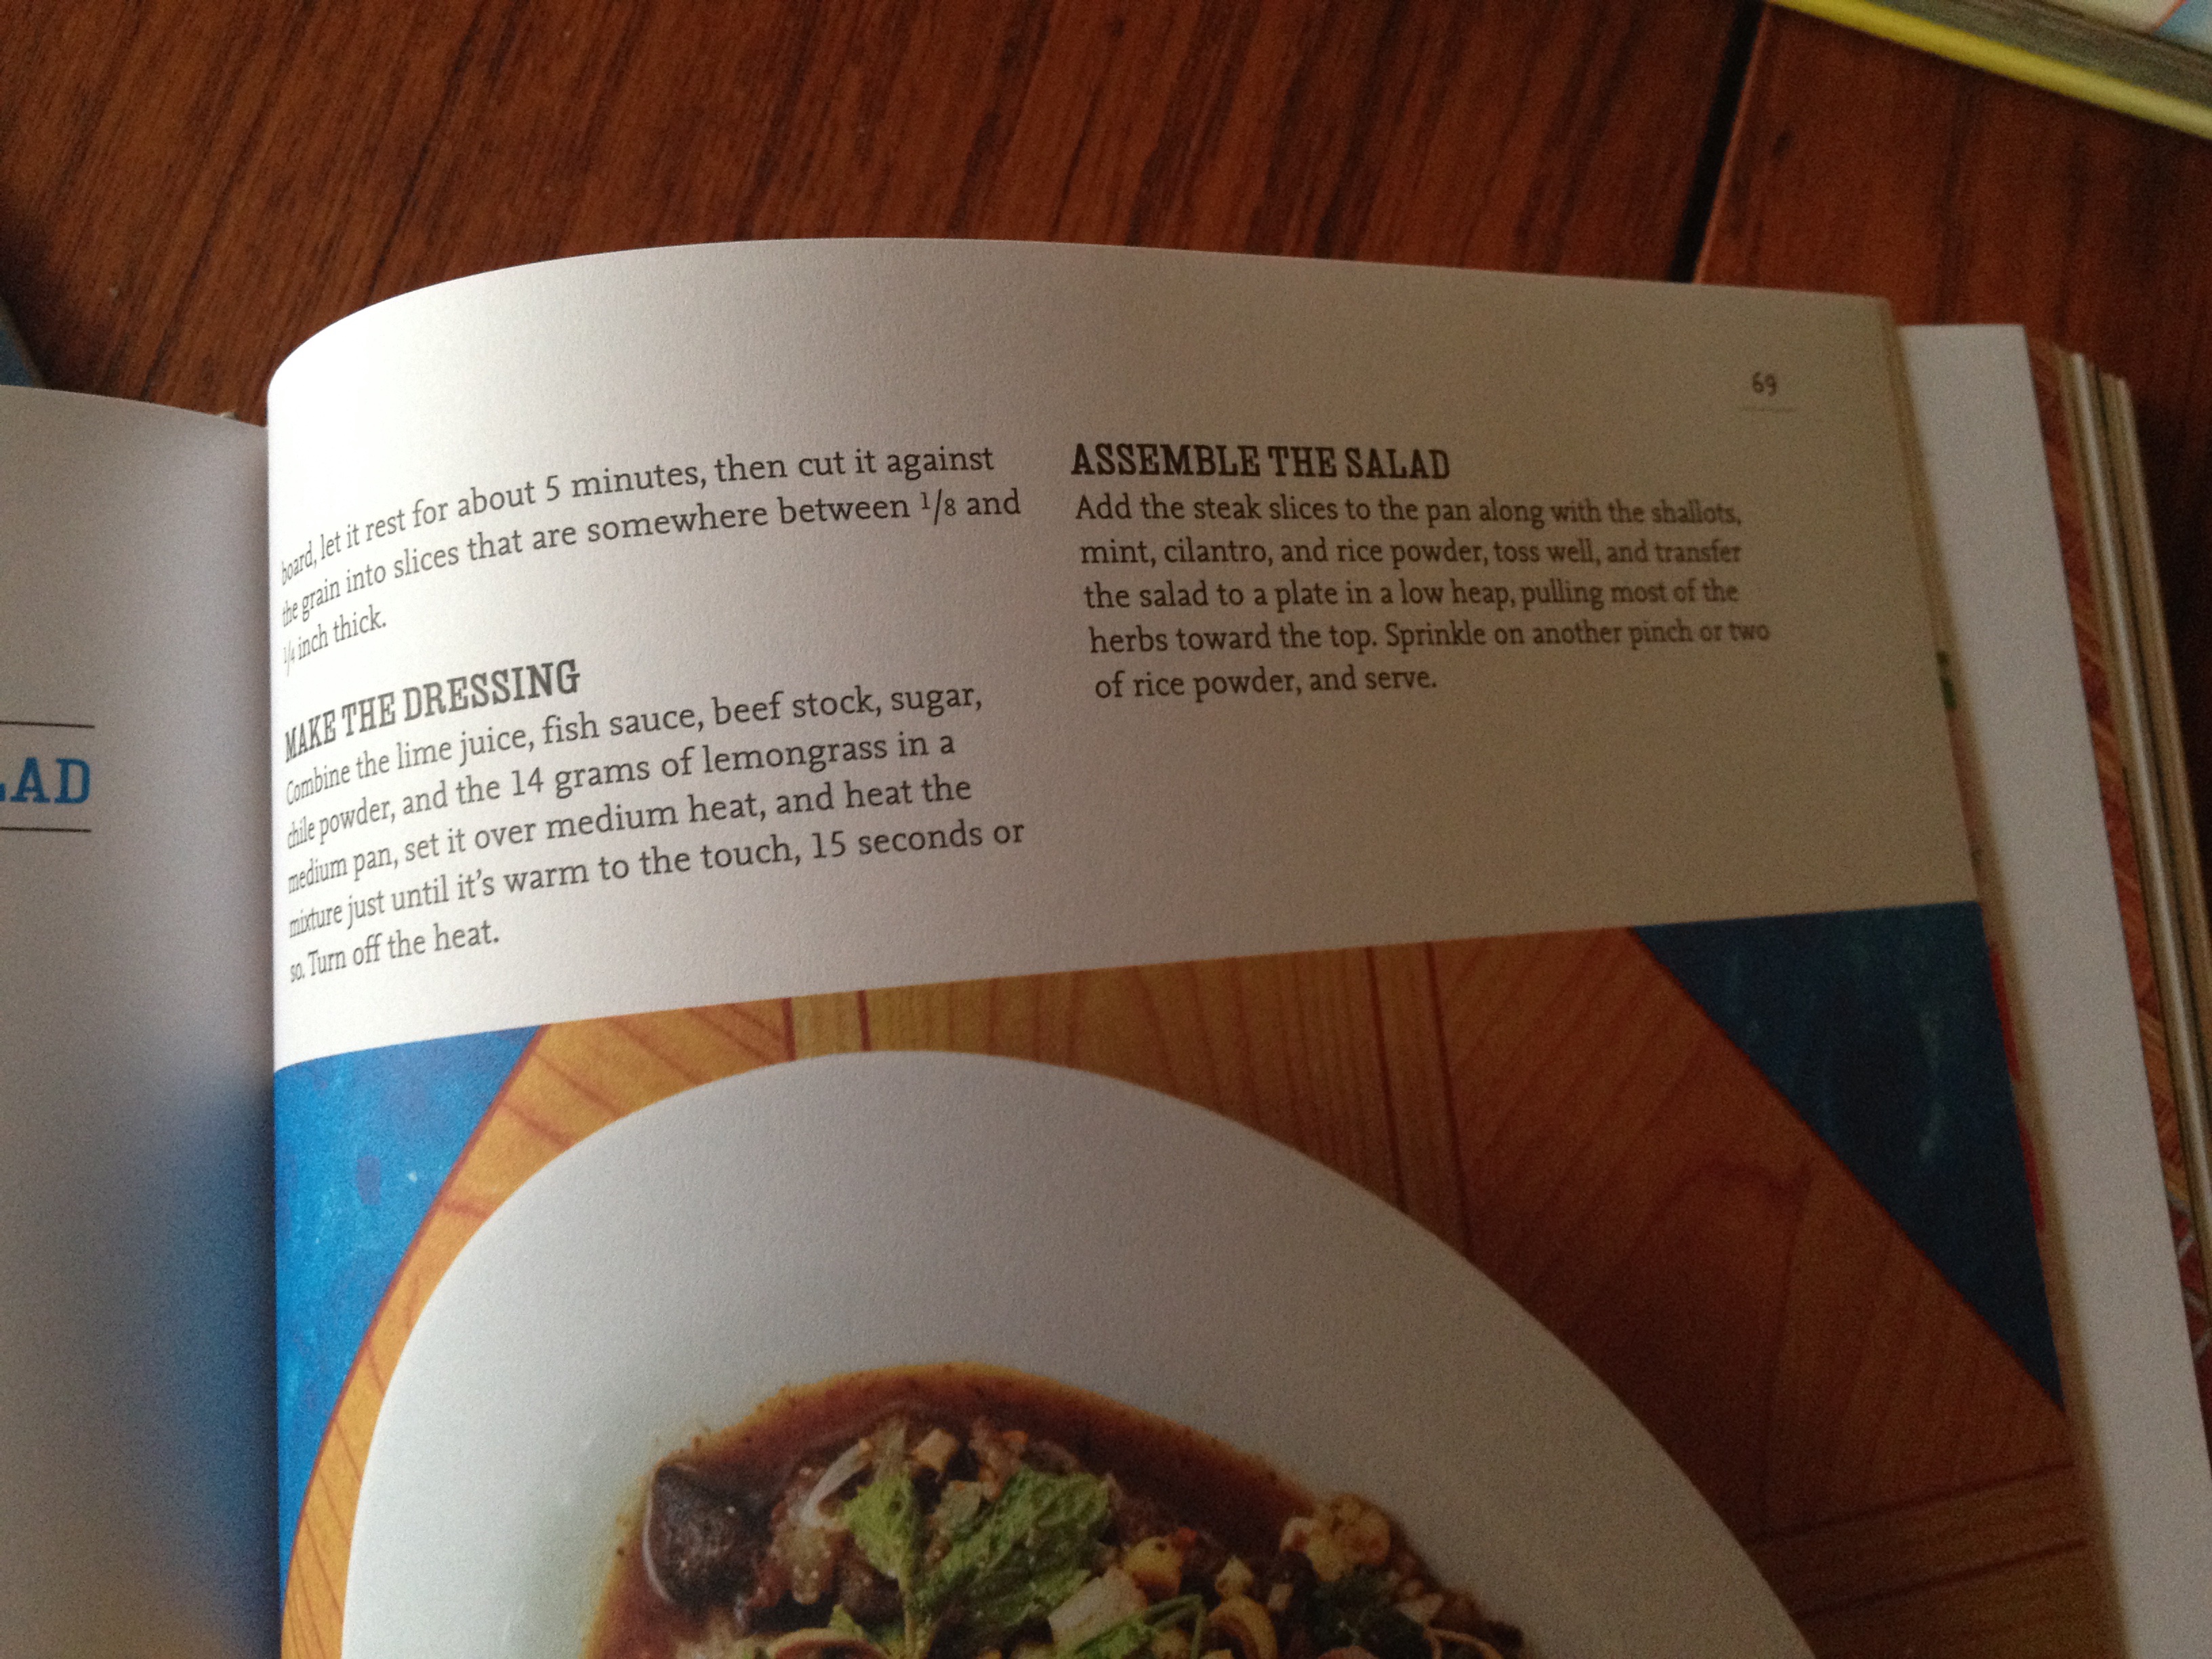 LAD
69
board, let it rest for about 5 minutes, then cut it against
the grain into slices that are somewhere between 1/8 and
1/4 inch thick.
MAKE THE DRESSING
Combine the lime juice, fish sauce, beef stock, sugar,
chile powder, and the 14 grams of lemongrass in a
medium pan, set it over medium heat, and heat the
mixture just until it's warm to the touch, 15 seconds or
so. Turn off the heat.
ASSEMBLE THE SALAD
Add the steak slices to the pan along with the shallots,
mint, cilantro, and rice powder, toss well, and transfer
the salad to a plate in a low heap, pulling most of the
herbs toward the top. Sprinkle on another pinch or two
of rice powder, and serve.